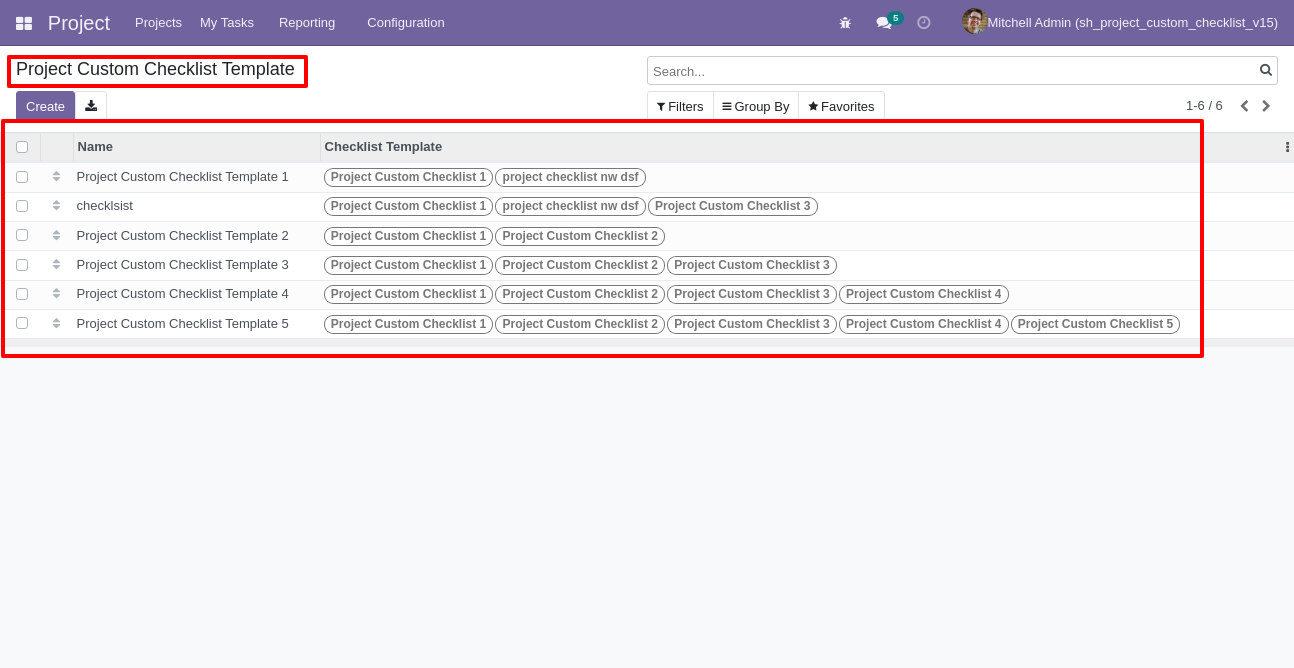 Project Projects My Tasks Reporting Configuration 5 Mitchell Admin (sh_project_custom_checklist_v15)
Project Custom Checklist Template
Search...
Create Filters Group By Favorites 1-6 / 6
Name Checklist Template
Project Custom Checklist Template 1 Project Custom Checklist 1 project checklist nw dsf
checklsist Project Custom Checklist 1 project checklist nw dsf Project Custom Checklist 3
Project Custom Checklist Template 2 Project Custom Checklist 1 Project Custom Checklist 2
Project Custom Checklist Template 3 Project Custom Checklist 1 Project Custom Checklist 2 Project Custom Checklist 3
Project Custom Checklist Template 4 Project Custom Checklist 1 Project Custom Checklist 2 Project Custom Checklist 3 Project Custom Checklist 4
Project Custom Checklist Template 5 Project Custom Checklist 1 Project Custom Checklist 2 Project Custom Checklist 3 Project Custom Checklist 4 Project Custom Checklist 5